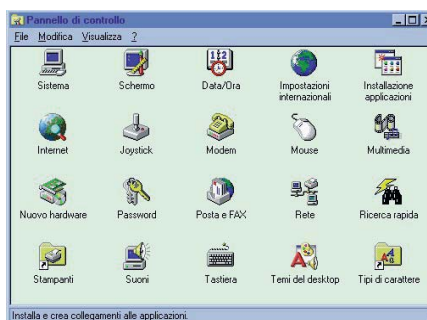 Pannello di controllo
File Modifica Visualizza ?
Sistema Schermo Data/Ora Impostazioni internazionali Installazione applicazioni
Internet Joystick Modem Mouse Multimedia
Nuovo hardware Password Posta e FAX Rete Ricerca rapida
Stampanti Suoni Tastiera Temi del desktop Tipi di carattere
Installa e crea collegamenti alle applicazioni.